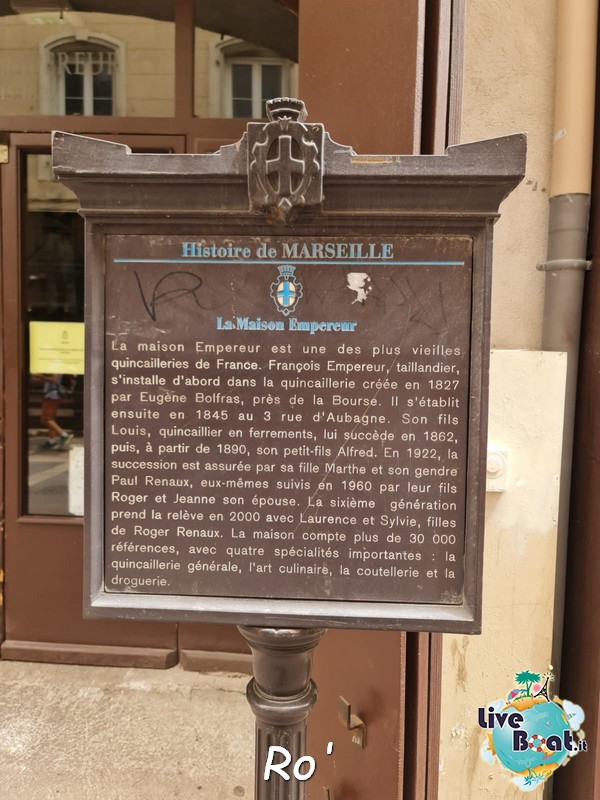 REUR
Histoire de MARSEILLE
La Maison Empereur
La maison Empereur est une des plus vieilles
quincailleries de France. François Empereur, taillandier,
s'installe d'abord dans la quincaillerie créée en 1827
par Eugène Bolfras, près de la Bourse. Il s'établit
ensuite en 1845 au 3 rue d'Aubagne. Son fils
Louis, quincaillier en ferrements, lui succède en 1862,
puis, à partir de 1890, son petit-fils Alfred. En 1922, la
succession est assurée par sa fille Marthe et son gendre
Paul Renaux, eux-mêmes suivis en 1960 par leur fils
Roger et Jeanne son épouse. La sixième génération
prend la relève en 2000 avec Laurence et Sylvie, filles
de Roger Renaux. La maison compte plus de 30 000
références, avec quatre spécialités importantes : la
quincaillerie générale, l'art culinaire, la coutellerie et la
droguerie.
Live
Boat.it
Ro'